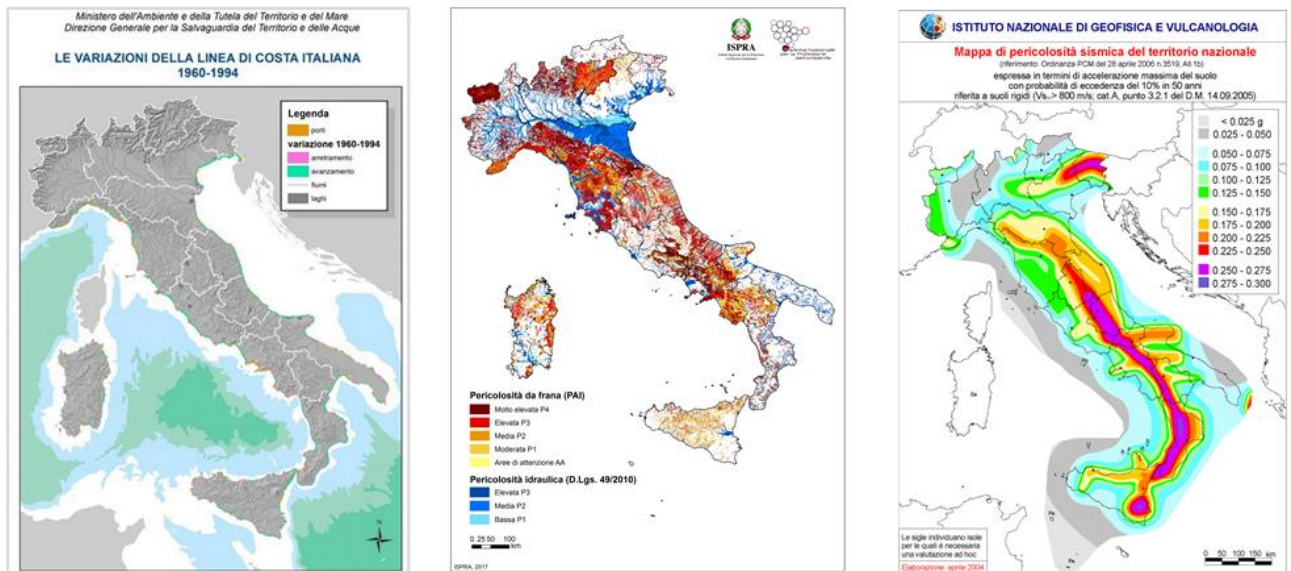 Ministero dell'Ambiente e della Tutela del Territorio e del Mare
Direzione Generale per la Salvaguardia del Territorio e delle Acque
LE VARIAZIONI DELLA LINEA DI COSTA ITALIANA
1960-1994
Legenda
porti
variazione 1960-1994
arretramento
avanzamento
fiumi
laghi
N
ISPRA
Pericolosità da frana (PAI)
Molto elevata P4
Elevata P3
Media P2
Moderata P1
Aree di attenzione AA
Pericolosità idraulica (D.Lgs. 49/2010)
Elevata P3
Media P2
Bassa P1
0 25 50 100
km
ISPRA, 2017
ISTITUTO NAZIONALE DI GEOFISICA E VULCANOLOGIA
Mappa di pericolosità sismica del territorio nazionale
(riferimento: Ordinanza PCM del 28 aprile 2006 n.3519, All.1b)
espressa in termini di accelerazione massima del suolo
con probabilità di eccedenza del 10% in 50 anni
riferita a suoli rigidi (Vs₃₀> 800 m/s; cat.A, punto 3.2.1 del D.M. 14.09.2005)
< 0.025 g
0.025 - 0.050
0.050 - 0.075
0.075 - 0.100
0.100 - 0.125
0.125 - 0.150
0.150 - 0.175
0.175 - 0.200
0.200 - 0.225
0.225 - 0.250
0.250 - 0.275
0.275 - 0.300
Le sigle individuano isole
per le quali è necessaria
una valutazione ad hoc
Elaborazione: aprile 2004
0 50 100 150
km